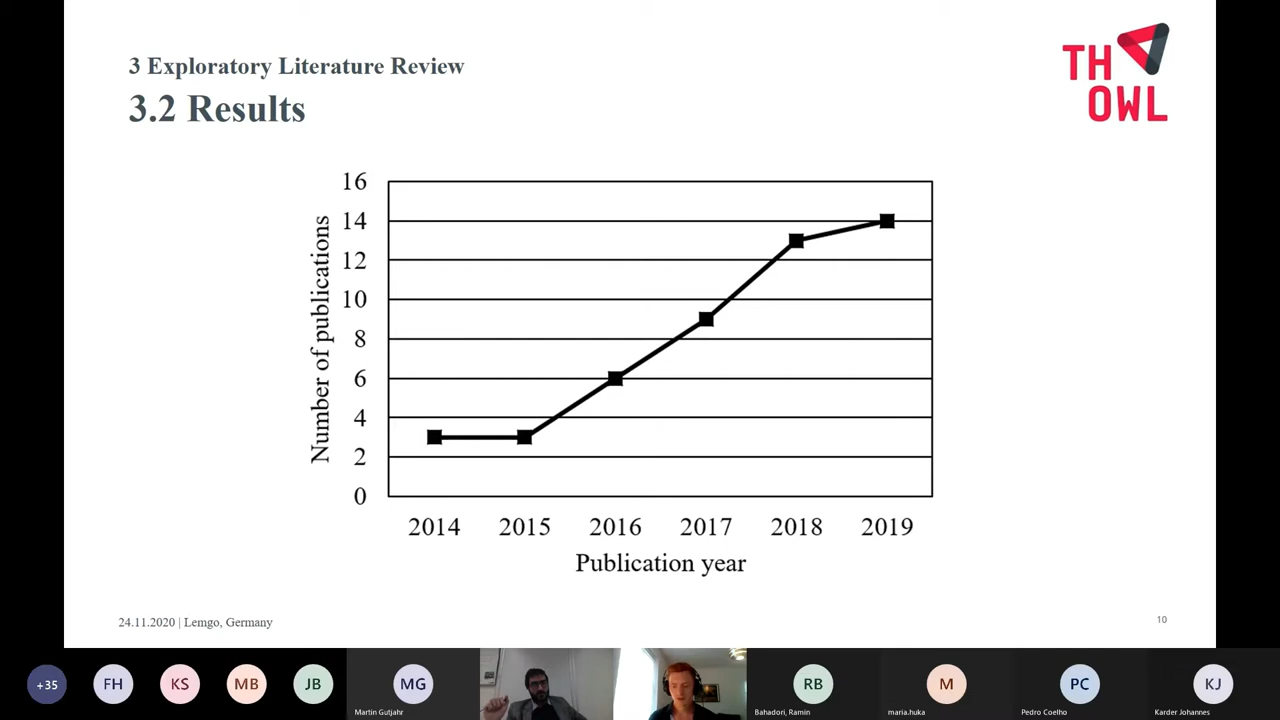 3 Exploratory Literature Review
3.2 Results
TH
OWL
16
14
12
10
8
6
4
2
0
Number of publications
2014 2015 2016 2017 2018 2019
Publication year
24.11.2020 | Lemgo, Germany
10
+35 FH KS MB JB MG RB M PC KJ
Martin Gutjahr Bahadori, Ramin maria.huka Pedro Coelho Karder Johannes